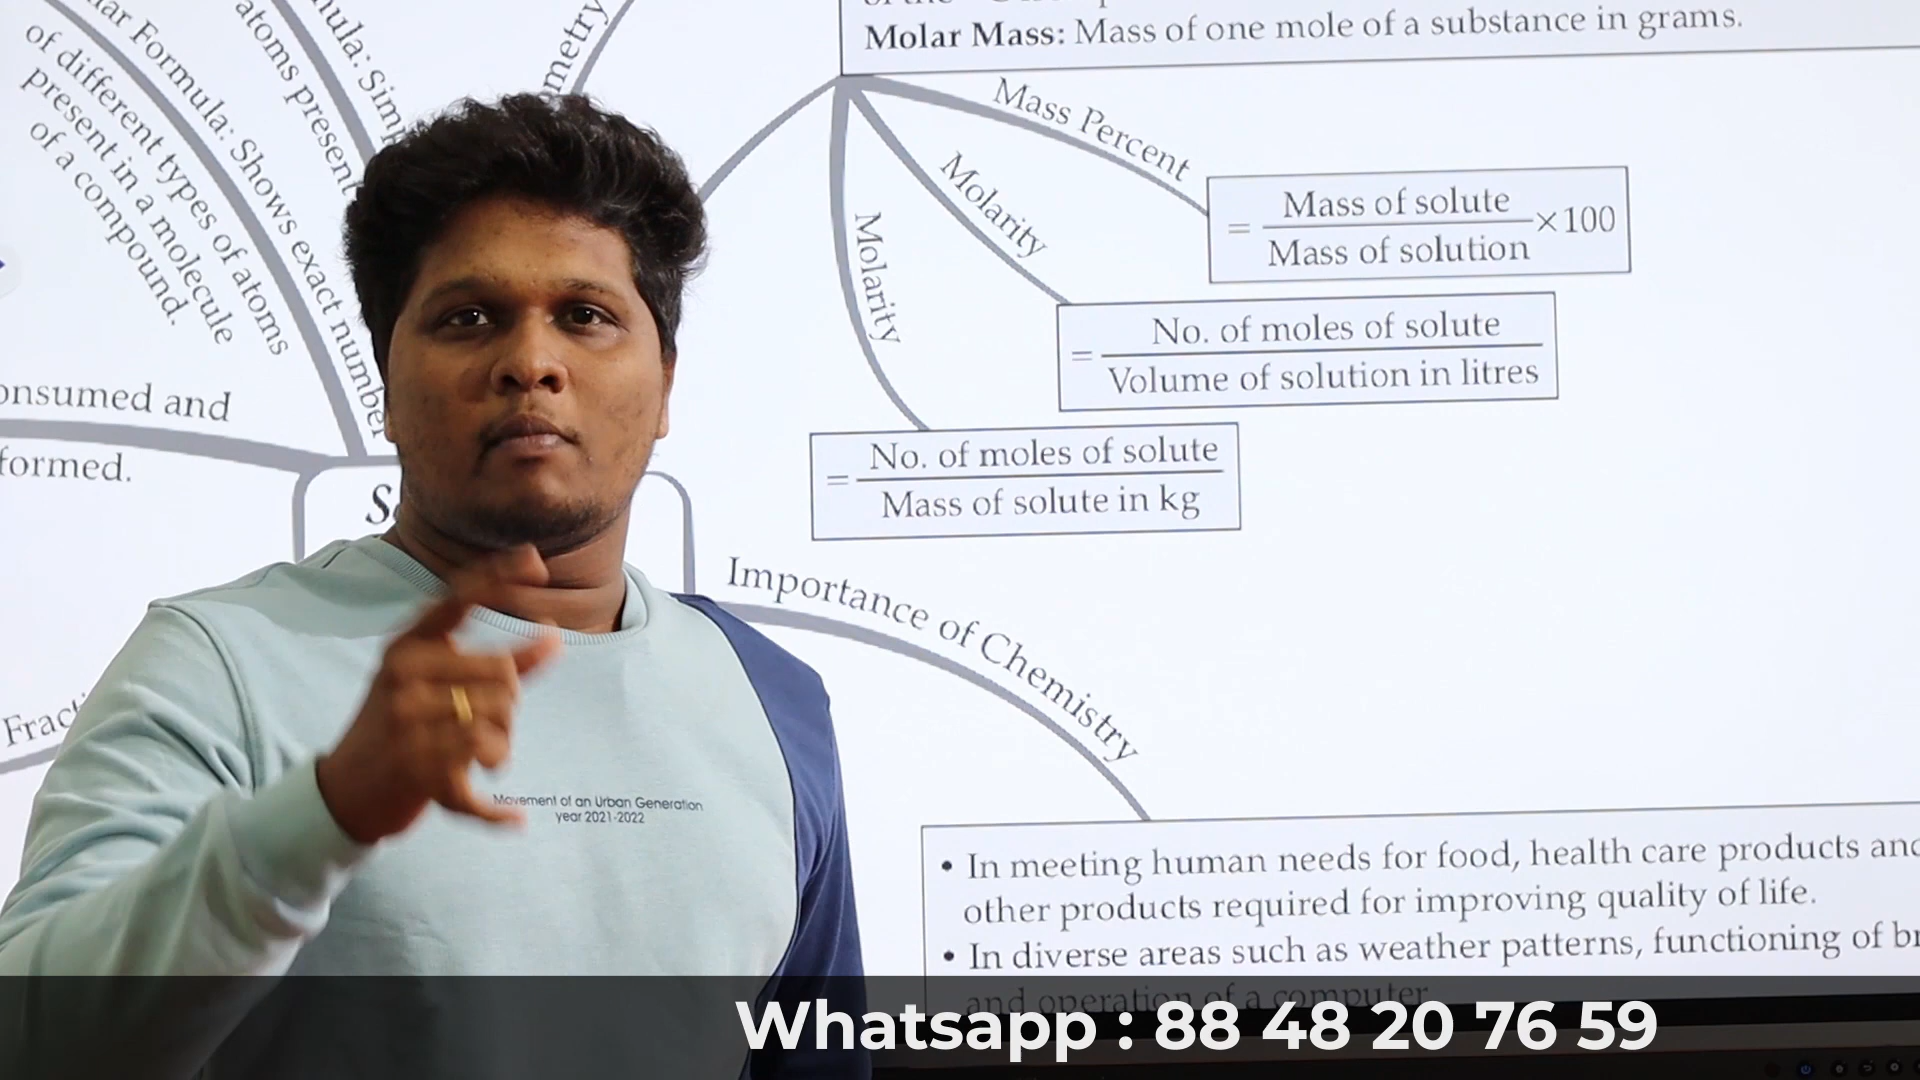 Molar Mass: Mass of one mole of a substance in grams.
Mass Percent
= Mass of solute
Mass of solution
×100
Molarity
= No. of moles of solute
Volume of solution in litres
Molarity
= No. of moles of solute
Mass of solute in kg
Formula: Shows exact number
of different types of atoms
present in a molecule
of a compound.
atoms present
and
formed.
Importance of Chemistry
• In meeting human needs for food, health care products
other products required for improving quality of life.
• In diverse areas such as weather patterns, functioning of
and operation of a computer
Movement of an Urban Generation
year 2021-2022
Whatsapp : 88 48 20 76 59